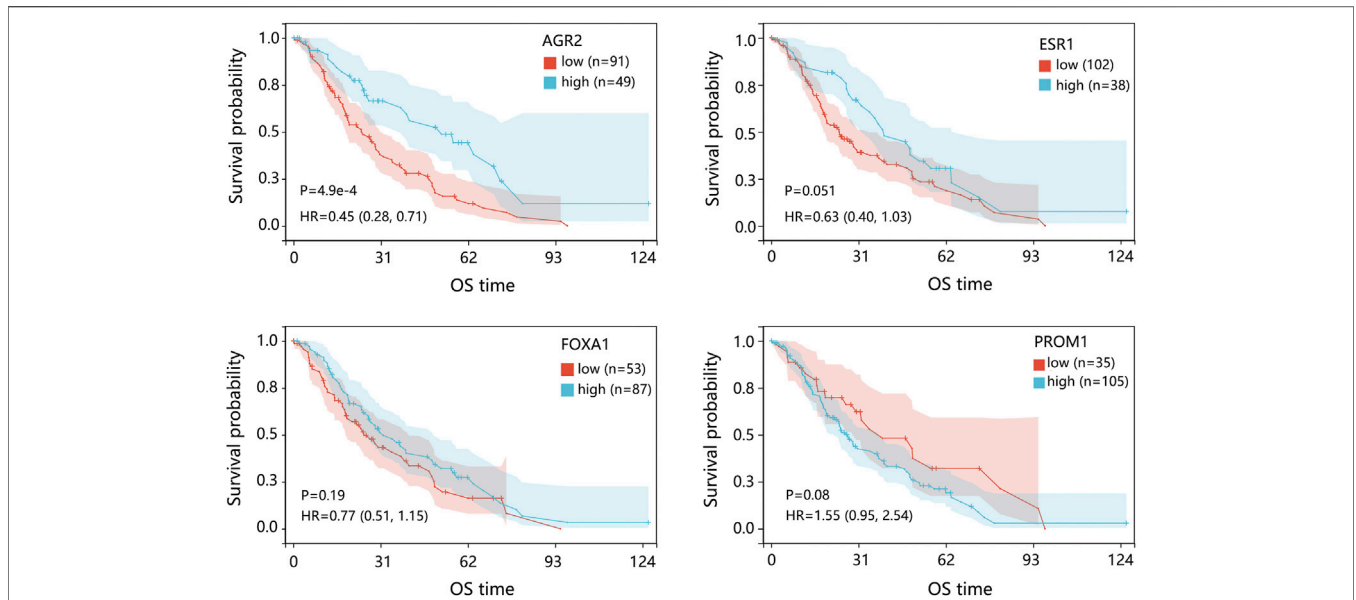 AGR2
low (n=91)
high (n=49)
Survival probability
1.0
0.8
0.5
0.3
0.0
P=4.9e-4
HR=0.45 (0.28, 0.71)
0 31 62 93 124
OS time
ESR1
low (102)
high (n=38)
Survival probability
1.0
0.8
0.5
0.3
0.0
P=0.051
HR=0.63 (0.40, 1.03)
0 31 62 93 124
OS time
FOXA1
low (n=53)
high (n=87)
Survival probability
1.0
0.8
0.5
0.3
0.0
P=0.19
HR=0.77 (0.51, 1.15)
0 31 62 93 124
OS time
PROM1
low (n=35)
high (n=105)
Survival probability
1.0
0.8
0.5
0.3
0.0
P=0.08
HR=1.55 (0.95, 2.54)
0 31 62 93 124
OS time